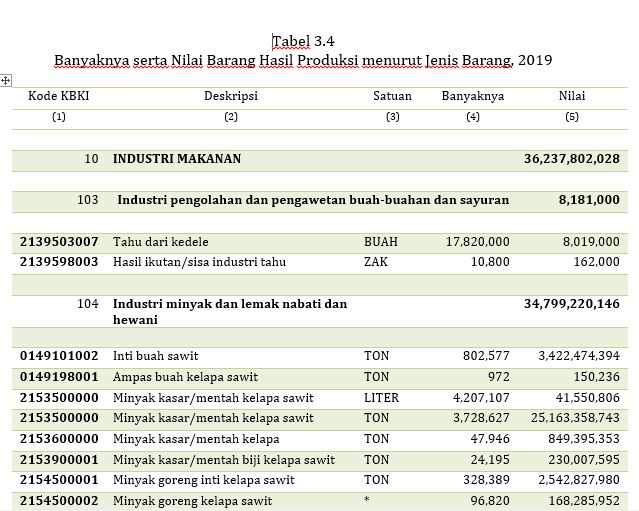 Tabel 3.4
Banyaknya serta Nilai Barang Hasil Produksi menurut Jenis Barang, 2019
Kode KBKI Deskripsi Satuan Banyaknya Nilai
(1) (2) (3) (4) (5)
10 INDUSTRI MAKANAN 36,237,802,028
103 Industri pengolahan dan pengawetan buah-buahan dan sayuran 8,181,000
2139503007 Tahu dari kedele BUAH 17,820,000 8,019,000
2139598003 Hasil ikutan/sisa industri tahu ZAK 10,800 162,000
104 Industri minyak dan lemak nabati dan 34,799,220,146
hewani
0149101002 Inti buah sawit TON 802,577 3,422,474,394
0149198001 Ampas buah kelapa sawit TON 972 150,236
2153500000 Minyak kasar/mentah kelapa sawit LITER 4,207,107 41,550,806
2153500000 Minyak kasar/mentah kelapa sawit TON 3,728,627 25,163,358,743
2153600000 Minyak kasar/mentah kelapa TON 47,946 849,395,353
2153900001 Minyak kasar/mentah biji kelapa sawit TON 24,195 230,007,595
2154500001 Minyak goreng inti kelapa sawit TON 328,389 2,542,827,980
2154500002 Minyak goreng kelapa sawit * 96,820 168,285,952